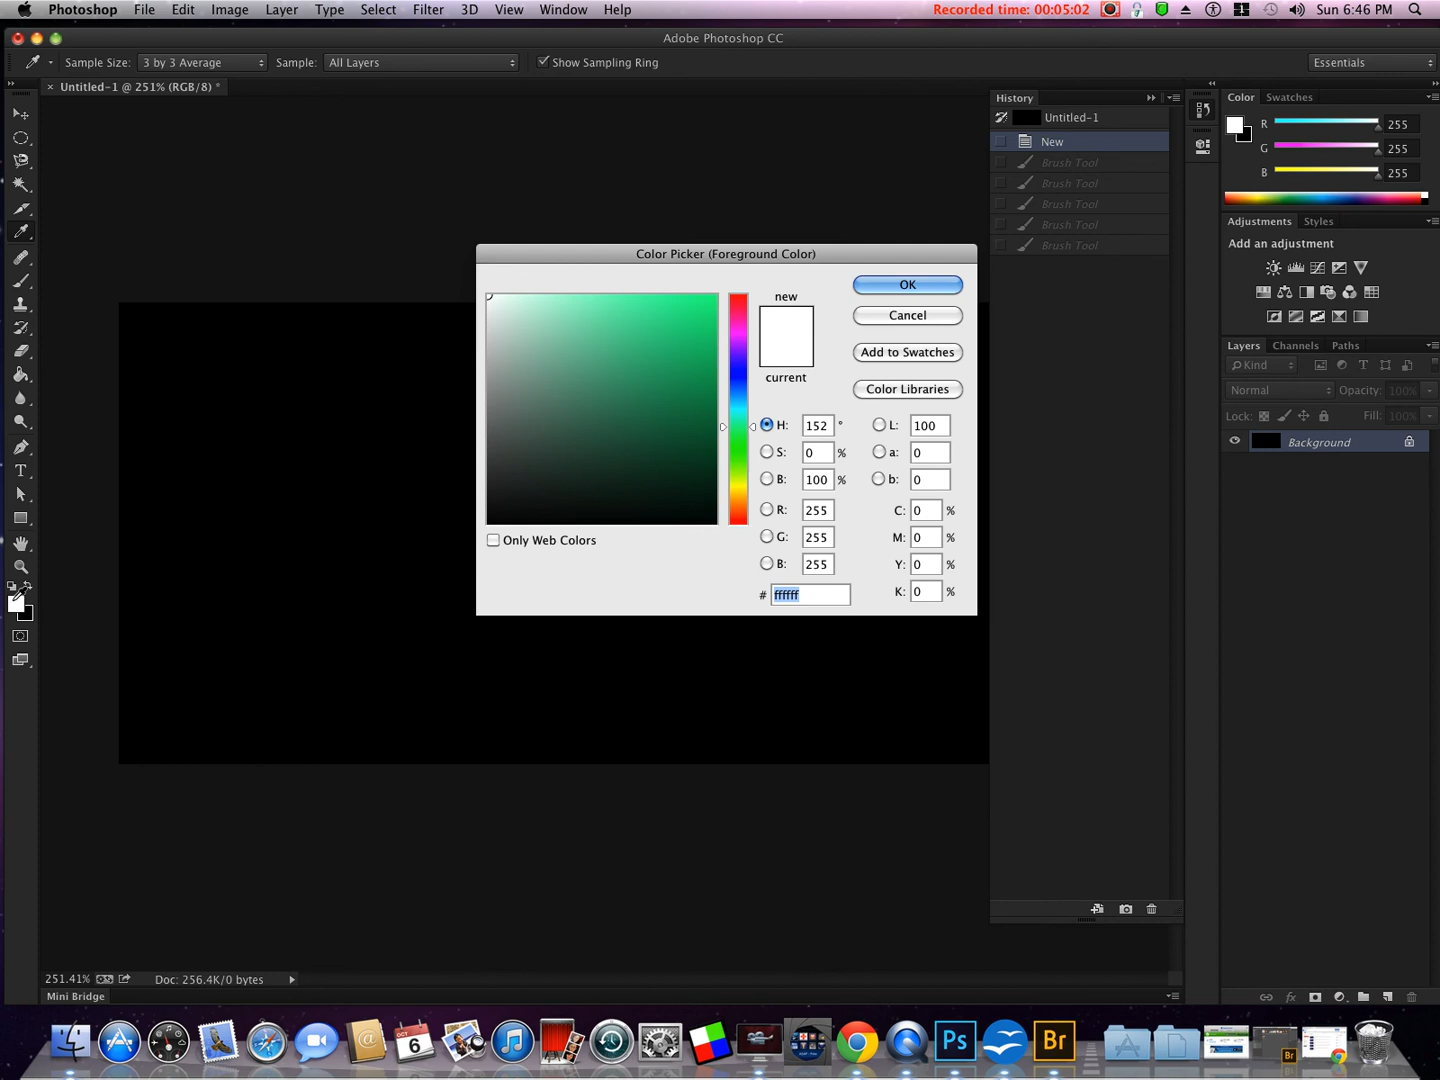 Photoshop File Edit Image Layer Type Select Filter 3D View Window Help Recorded time: 00:05:02 1 Sun 6:46 PM
Adobe Photoshop CC
Sample Size: 3 by 3 Average Sample: All Layers Show Sampling Ring Essentials
Untitled-1 @ 251% (RGB/8) *
History
Untitled-1
New
Brush Tool
Brush Tool
Brush Tool
Brush Tool
Brush Tool
Color Swatches
R 255
G 255
B 255
Adjustments Styles
Add an adjustment
Layers Channels Paths
Kind
Normal Opacity: 100%
Lock: Fill: 100%
Background
Color Picker (Foreground Color)
new
current
OK
Cancel
Add to Swatches
Color Libraries
H: 152 ° L: 100
S: 0 % a: 0
B: 100 % b: 0
R: 255 C: 0 %
G: 255 M: 0 %
B: 255 Y: 0 %
# ffffff K: 0 %
Only Web Colors
T
251.41% Doc: 256.4K/0 bytes
Mini Bridge
fx
OCT
6
Ps
Br
Br